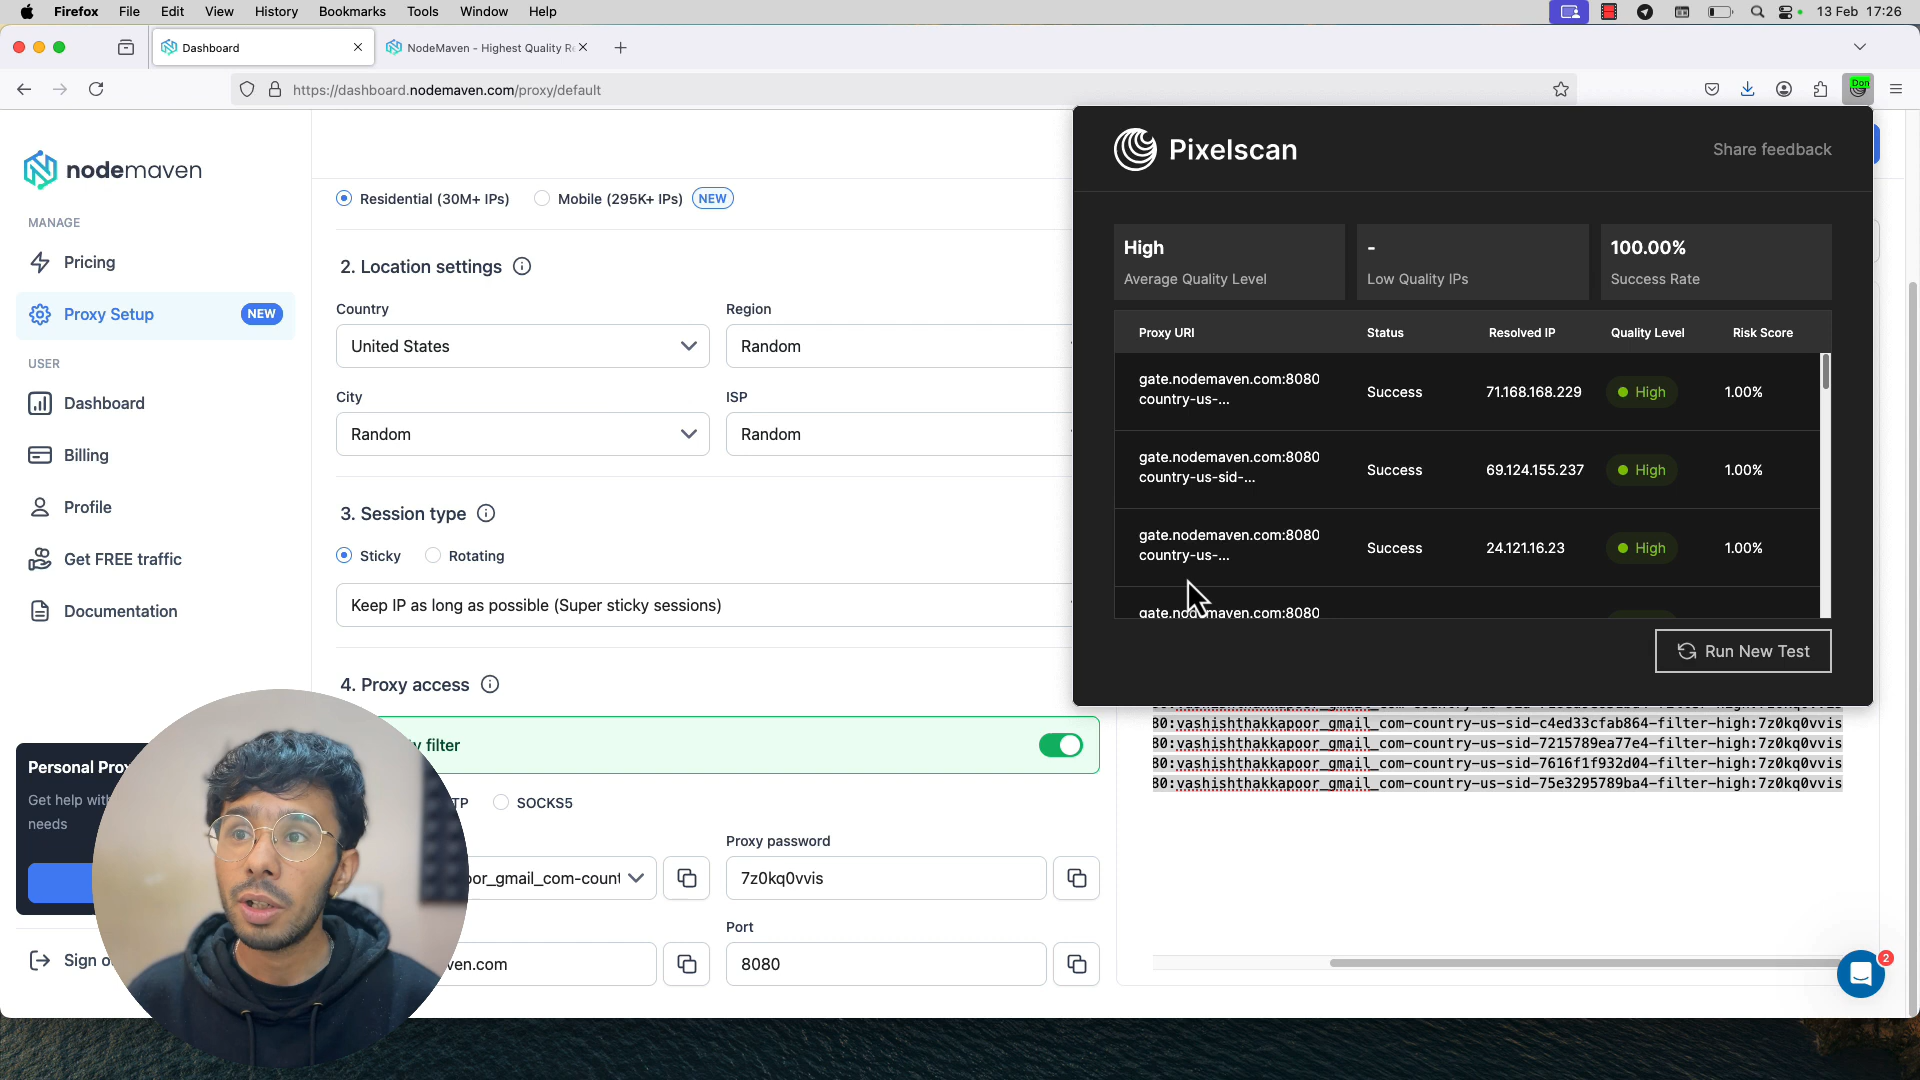 Firefox File Edit View History Bookmarks Tools Window Help
13 Feb 17:26
Dashboard
NodeMaven - Highest Quality Re
https://dashboard.nodemaven.com/proxy/default
Don
nodemaven
MANAGE
Pricing
Proxy Setup NEW
USER
Dashboard
Billing
Profile
Get FREE traffic
Documentation
Personal Prox
Get help with
needs
Sign o
Residential (30M+ IPs) Mobile (295K+ IPs) NEW
2. Location settings
Country Region
United States Random
City ISP
Random Random
3. Session type
Sticky Rotating
Keep IP as long as possible (Super sticky sessions)
4. Proxy access
y filter
TP SOCKS5
Proxy password
oor_gmail_com-count 7z0kq0vvis
Port
ven.com 8080
Pixelscan Share feedback
High - 100.00%
Average Quality Level Low Quality IPs Success Rate
Proxy URI Status Resolved IP Quality Level Risk Score
gate.nodemaven.com:8080
country-us-...
Success 71.168.168.229 High 1.00%
gate.nodemaven.com:8080
country-us-sid-...
Success 69.124.155.237 High 1.00%
gate.nodemaven.com:8080
country-us-...
Success 24.121.16.23 High 1.00%
gate.nodemaven.com:8080
Run New Test
80:vashishthakkapoor_gmail_com-country-us-sid-c4ed33cfab864-filter-high:7z0kq0vvis
80:vashishthakkapoor_gmail_com-country-us-sid-7215789ea77e4-filter-high:7z0kq0vvis
80:vashishthakkapoor_gmail_com-country-us-sid-7616f1f932d04-filter-high:7z0kq0vvis
80:vashishthakkapoor_gmail_com-country-us-sid-75e3295789ba4-filter-high:7z0kq0vvis
2